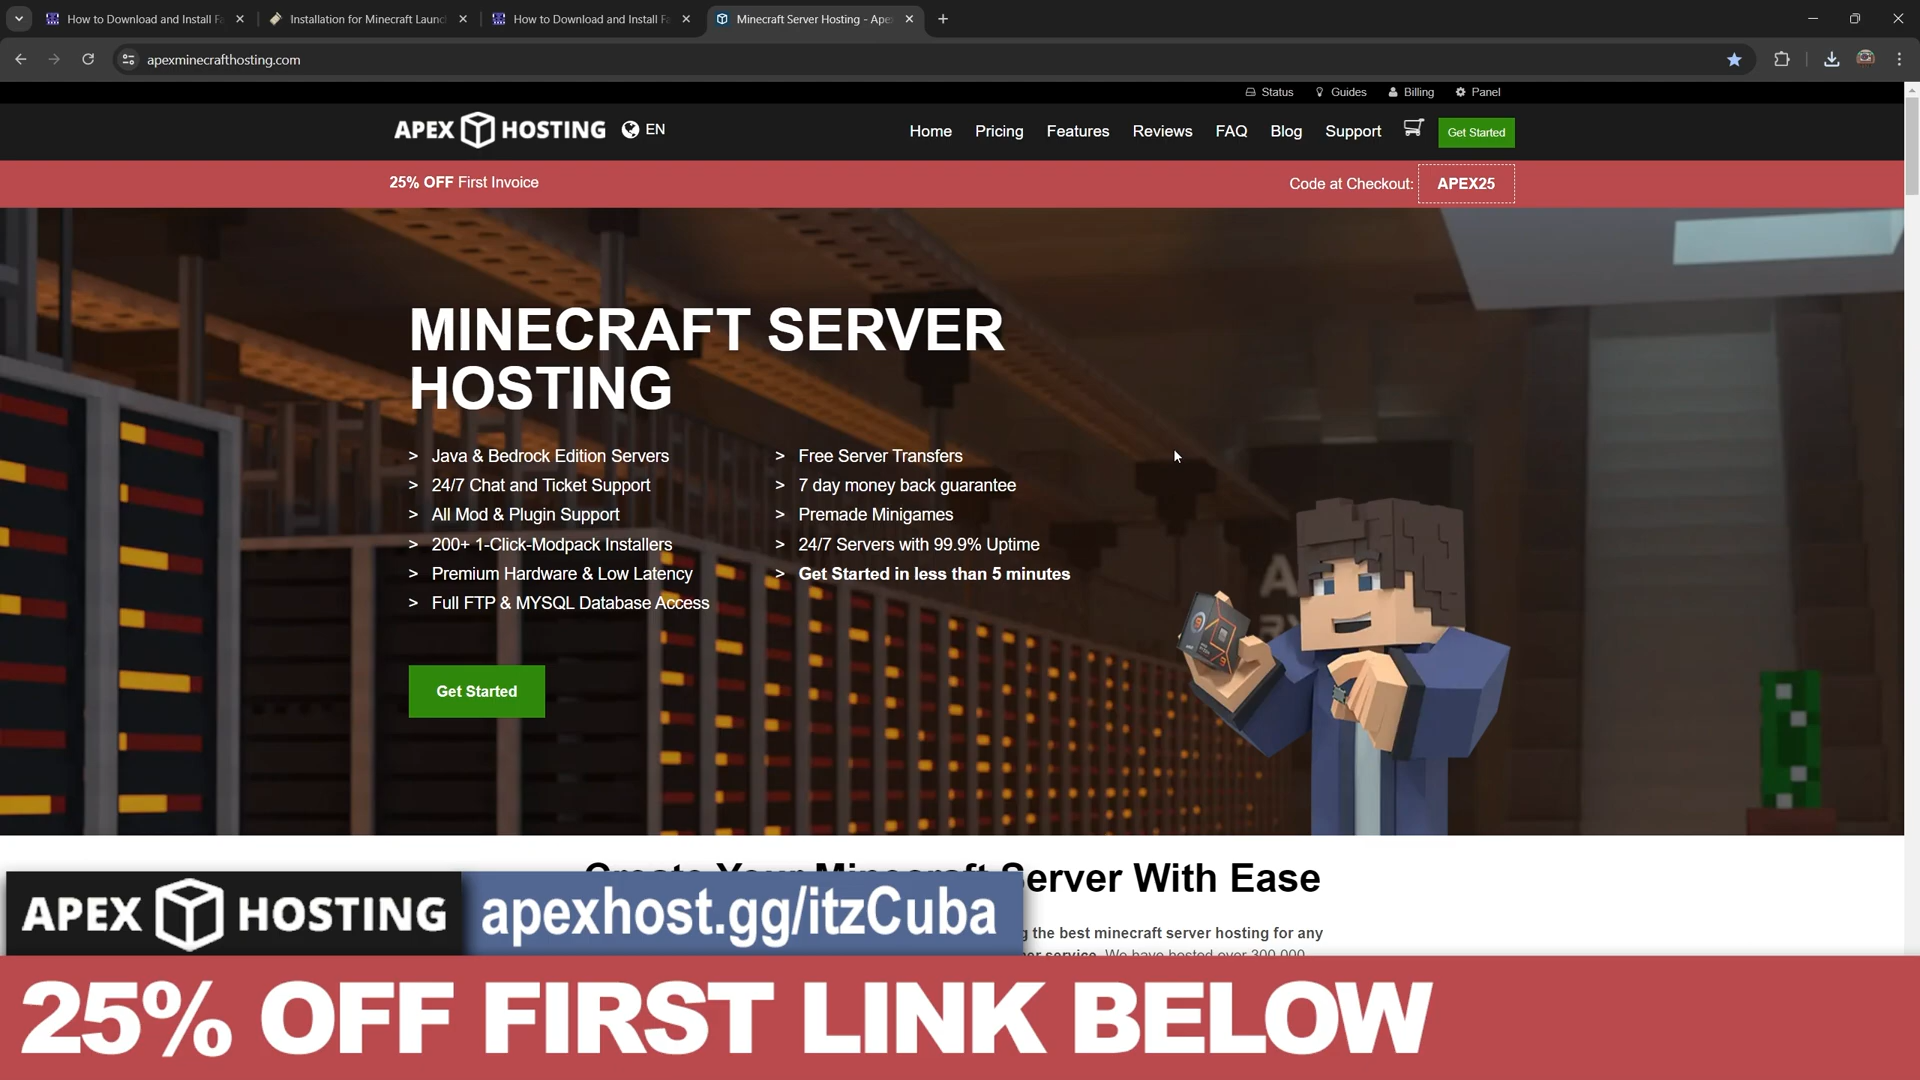 How to Download and Install F
Installation for Minecraft Launc
How to Download and Install F
Minecraft Server Hosting - Ape
apexminecrafthosting.com
Status
Guides
Billing
Panel
APEX HOSTING
EN
Home
Pricing
Features
Reviews
FAQ
Blog
Support
Get Started
25% OFF First Invoice
Code at Checkout: APEX25
MINECRAFT SERVER
HOSTING
> Java & Bedrock Edition Servers
> 24/7 Chat and Ticket Support
> All Mod & Plugin Support
> 200+ 1-Click-Modpack Installers
> Premium Hardware & Low Latency
> Full FTP & MYSQL Database Access
> Free Server Transfers
> 7 day money back guarantee
> Premade Minigames
> 24/7 Servers with 99.9% Uptime
> Get Started in less than 5 minutes
Get Started
Create Your Minecraft Server With Ease
the best minecraft server hosting for any
service. We have hosted over 300,000
APEX HOSTING
apexhost.gg/itzCuba
25% OFF FIRST LINK BELOW